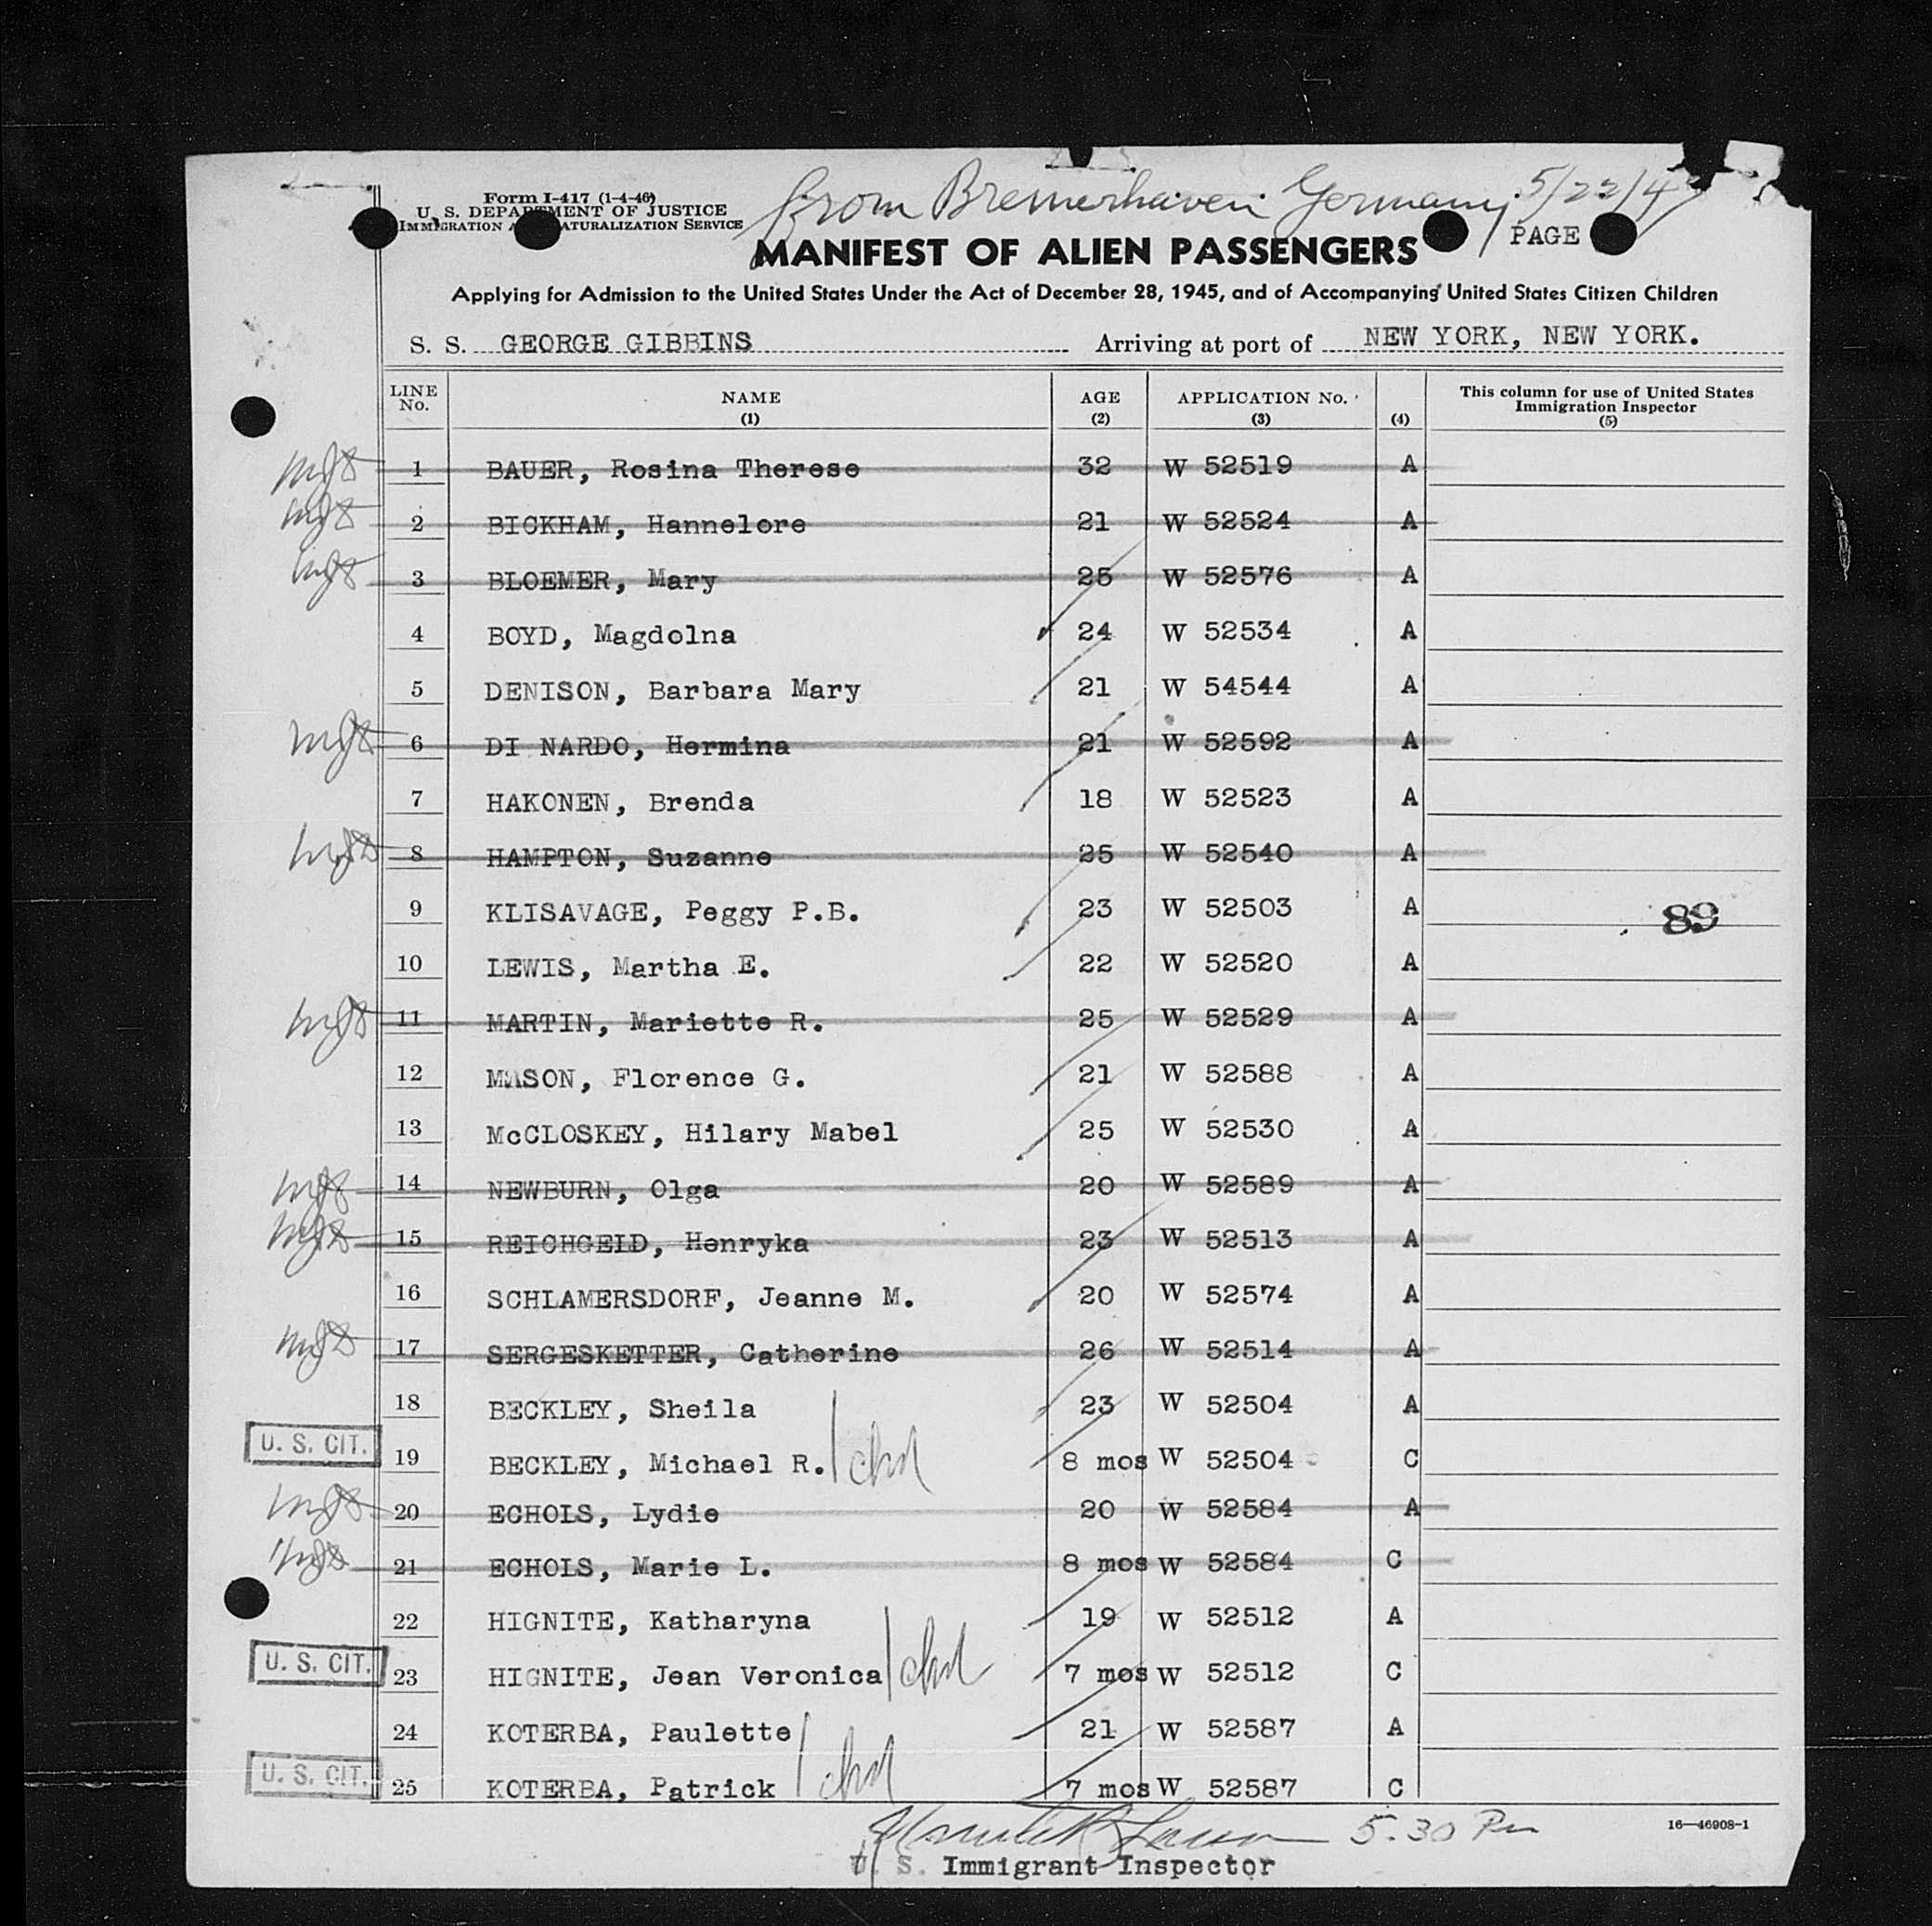 from Bremerhaven Germany 5/22/47
Form I-417 (1-4-46)
U. S. DEPARTMENT OF JUSTICE
IMMIGRATION AND NATURALIZATION SERVICE
MANIFEST OF ALIEN PASSENGERS
PAGE
Applying for Admission to the United States Under the Act of December 28, 1945, and of Accompanying United States Citizen Children
S. S. GEORGE GIBBINS Arriving at port of NEW YORK, NEW YORK.
LINE No. NAME (1) AGE (2) APPLICATION No. (3) (4) This column for use of United States Immigration Inspector (5)
1 BAUER, Rosina Therese 32 W 52519 A
2 BICKHAM, Hannelore 21 W 52524 A
3 BLOEMER, Mary 25 W 52576 A
4 BOYD, Magdolna 24 W 52534 A
5 DENISON, Barbara Mary 21 W 54544 A
6 DI NARDO, Hermina 21 W 52592 A
7 HAKONEN, Brenda 18 W 52523 A
8 HAMPTON, Suzanne 25 W 52540 A
9 KLISAVAGE, Peggy P.B. 23 W 52503 A 89
10 LEWIS, Martha E. 22 W 52520 A
11 MARTIN, Mariette R. 25 W 52529 A
12 MASON, Florence G. 21 W 52588 A
13 McCLOSKEY, Hilary Mabel 25 W 52530 A
14 NEWBURN, Olga 20 W 52589 A
15 REICHGELD, Henryka 23 W 52513 A
16 SCHLAMERSDORF, Jeanne M. 20 W 52574 A
17 SERGESKETTER, Catherine 26 W 52514 A
18 BECKLEY, Sheila 23 W 52504 A
U. S. CIT. 19 BECKLEY, Michael R. 8 mos W 52504 C
20 ECHOLS, Lydie 20 W 52584 A
21 ECHOLS, Marie L. 8 mos W 52584 C
22 HIGNITE, Katharyna 19 W 52512 A
U. S. CIT. 23 HIGNITE, Jean Veronica 7 mos W 52512 C
24 KOTERBA, Paulette 21 W 52587 A
U. S. CIT. 25 KOTERBA, Patrick 7 mos W 52587 C
5.30 Pm
16—46908-1
U. S. Immigrant Inspector